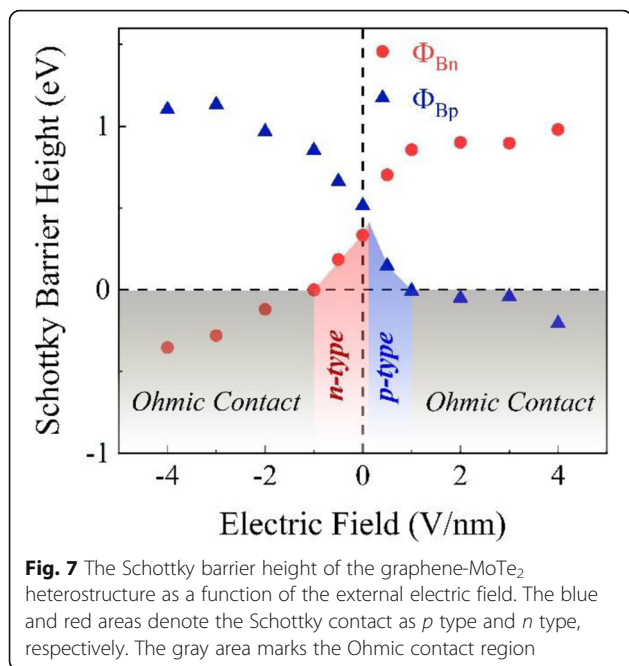 Φ_Bn
Φ_Bp
Schottky Barrier Height (eV)
1
0
-1
n-type
p-type
Ohmic Contact
Ohmic Contact
-4
-2
0
2
4
Electric Field (V/nm)
Fig. 7 The Schottky barrier height of the graphene-MoTe₂
heterostructure as a function of the external electric field. The blue
and red areas denote the Schottky contact as p type and n type,
respectively. The gray area marks the Ohmic contact region